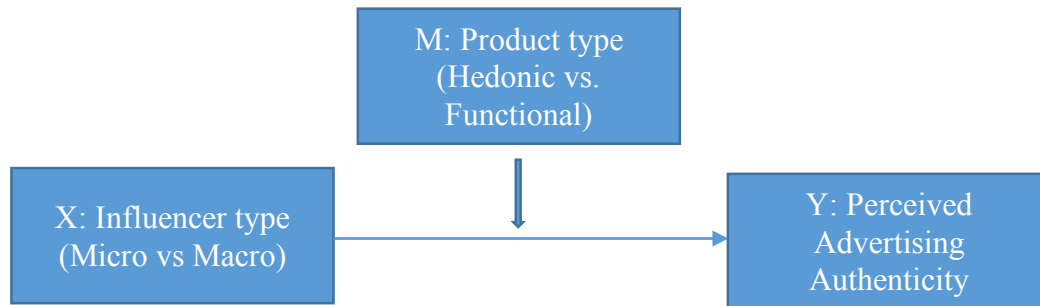 M: Product type
(Hedonic vs.
Functional)
X: Influencer type
(Micro vs Macro)
Y: Perceived
Advertising
Authenticity